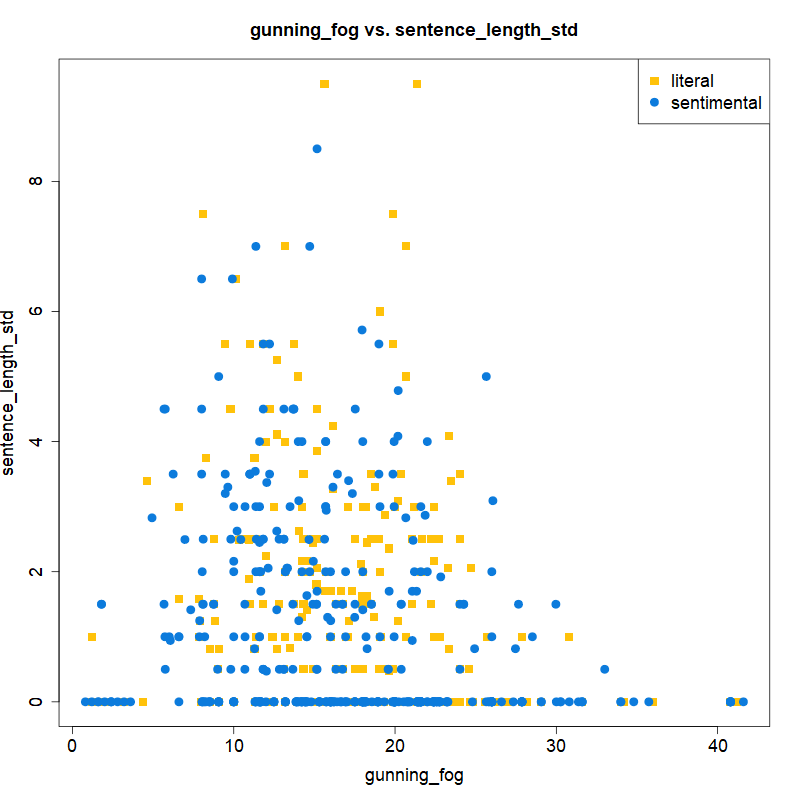 gunning_fog vs. sentence_length_std
literal
sentimental
sentence_length_std
8
6
4
2
0
0 10 20 30 40
gunning_fog